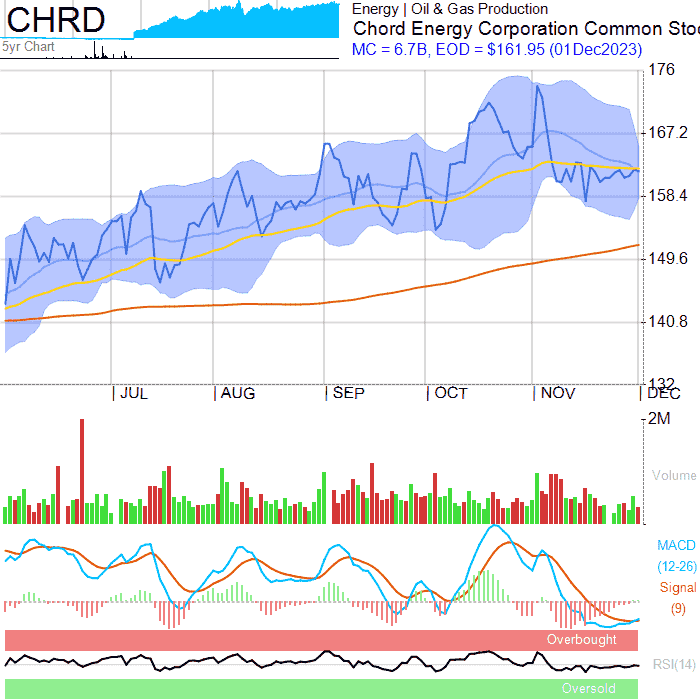 CHRD
5yr Chart
Energy | Oil & Gas Production
Chord Energy Corporation Common Sto
MC = 6.7B, EOD = $161.95 (01Dec2023)
176
167.2
158.4
149.6
140.8
132
JUL
AUG
SEP
OCT
NOV
DEC
2M
Volume
MACD
(12-26)
Signal
(9)
Overbought
RSI(14)
Oversold